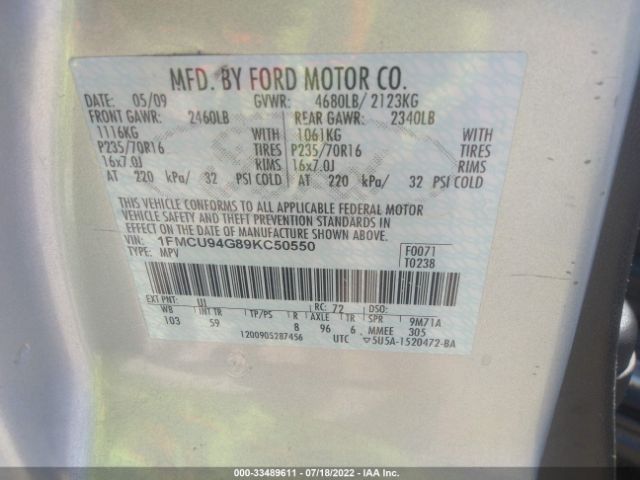 MFD. BY FORD MOTOR CO.
DATE: 05/09 GVWR: 4680LB/ 2123KG
FRONT GAWR: 2460LB REAR GAWR: 2340LB
1116KG WITH 1061KG WITH
P235/70R16 TIRES P235/70R16 TIRES
16x7.0J RIMS 16x7.0J RIMS
AT 220 kPa/ 32 PSI COLD AT 220 kPa/ 32 PSI COLD
THIS VEHICLE CONFORMS TO ALL APPLICABLE FEDERAL MOTOR
VEHICLE SAFETY AND THEFT PREVENTION STANDARDS IN
EFFECT ON THE DATE OF MANUFACTURE SHOWN ABOVE.
VIN: 1FMCU94G89KC50550 F0071
TYPE: MPV T0238
EXT PNT: UI RC: 72 DSO:
WB INT TR TP/PS R AXLE TR SPR 9M71A
103 59 8 96 6 MMEE 305
1200905287456 UTC ▽5U5A-1520472-BA
000-33489611 - 07/18/2022 - IAA Inc.